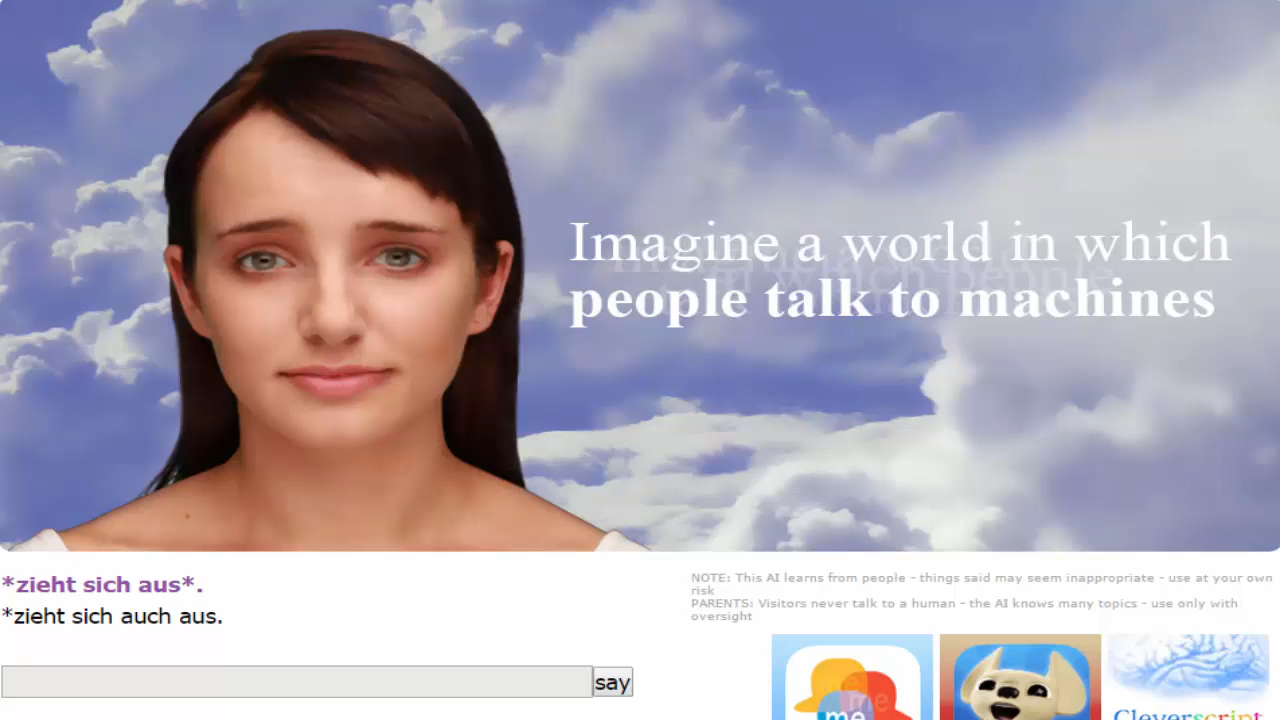 Imagine a world in which
people talk to machines
*zieht sich aus*.
*zieht sich auch aus.
say
NOTE: This AI learns from people - things said may seem inappropriate - use at your own
risk
PARENTS: Visitors never talk to a human - the AI knows many topics - use only with
oversight
me
me
Cleverscript